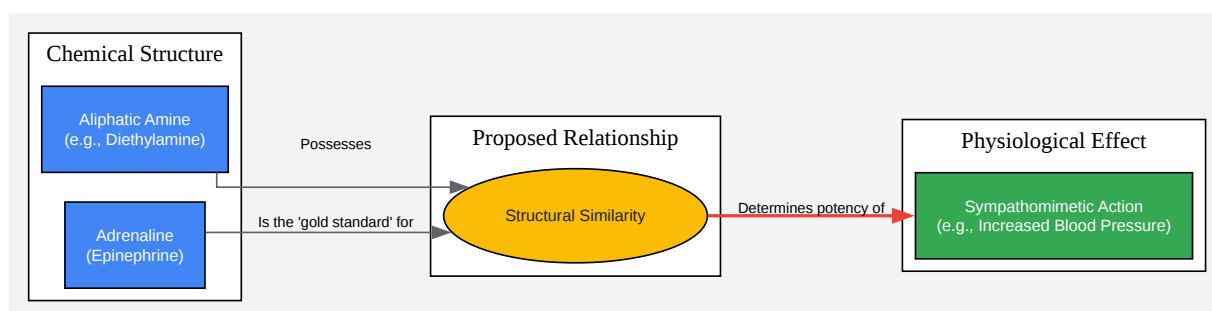 Chemical Structure
Aliphatic Amine
(e.g., Diethylamine)
Adrenaline
(Epinephrine)
Possesses
Is the 'gold standard' for
Proposed Relationship
Structural Similarity
Determines potency of
Physiological Effect
Sympathomimetic Action
(e.g., Increased Blood Pressure)